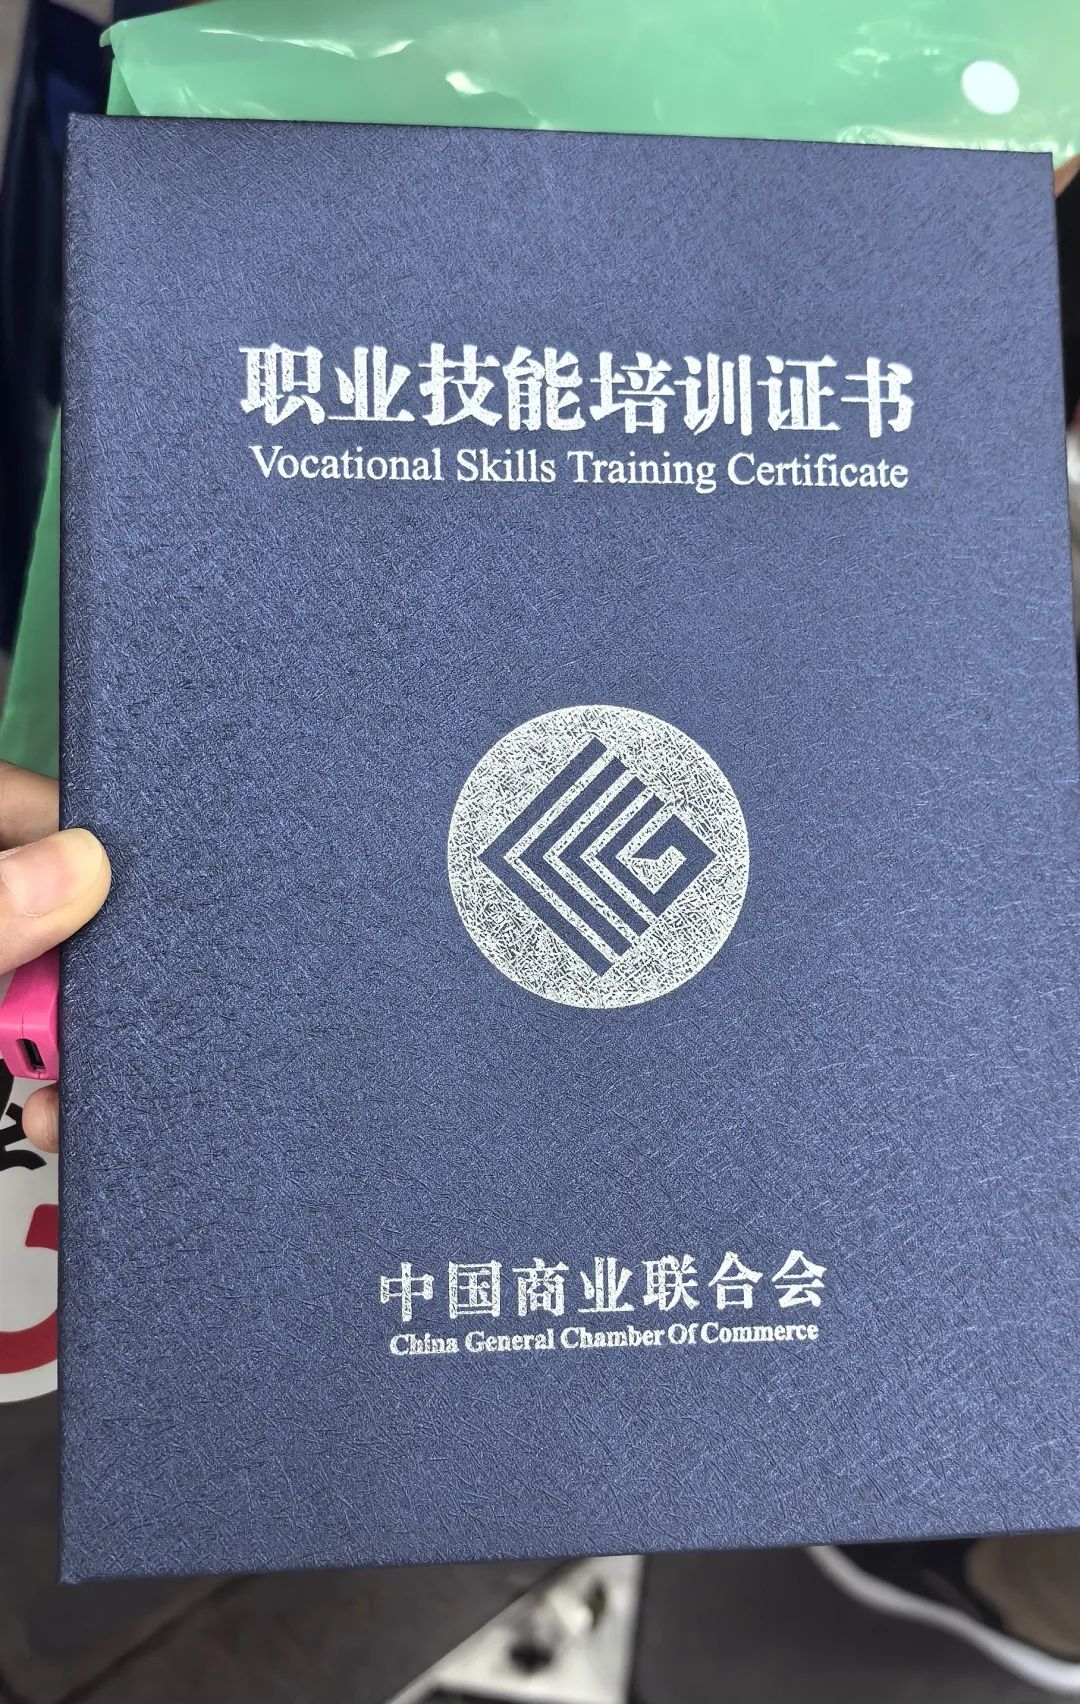 职业技能培训证书
Vocational Skills Training Certificate
中国商业联合会
China General Chamber Of Commerce